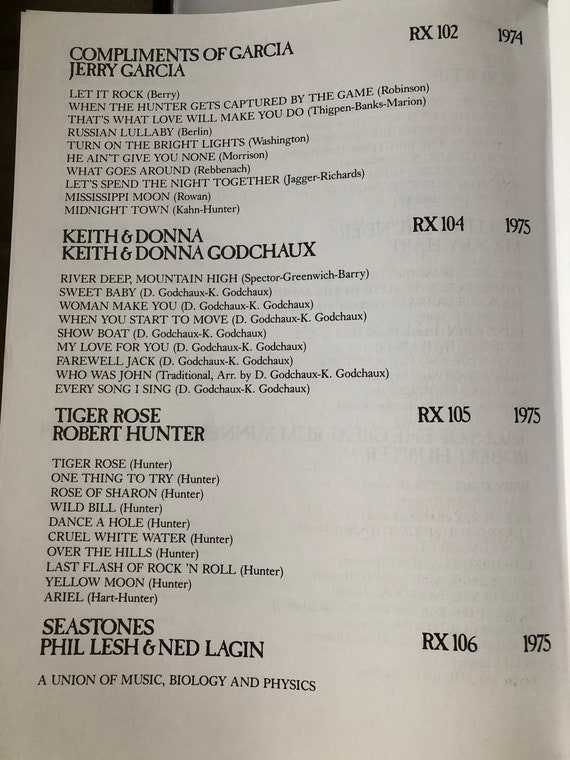 COMPLIMENTS OF GARCIA RX 102 1974
JERRY GARCIA
LET IT ROCK (Berry)
WHEN THE HUNTER GETS CAPTURED BY THE GAME (Robinson)
THAT'S WHAT LOVE WILL MAKE YOU DO (Thigpen-Banks-Marion)
RUSSIAN LULLABY (Berlin)
TURN ON THE BRIGHT LIGHTS (Washington)
HE AIN'T GIVE YOU NONE (Morrison)
WHAT GOES AROUND (Rebbenach)
LET'S SPEND THE NIGHT TOGETHER (Jagger-Richards)
MISSISSIPPI MOON (Rowan)
MIDNIGHT TOWN (Kahn-Hunter)
KEITH & DONNA RX 104 1975
KEITH & DONNA GODCHAUX
RIVER DEEP, MOUNTAIN HIGH (Spector-Greenwich-Barry)
SWEET BABY (D. Godchaux-K. Godchaux)
WOMAN MAKE YOU (D. Godchaux-K. Godchaux)
WHEN YOU START TO MOVE (D. Godchaux-K. Godchaux)
SHOW BOAT (D. Godchaux-K. Godchaux)
MY LOVE FOR YOU (D. Godchaux-K. Godchaux)
FAREWELL JACK (D. Godchaux-K. Godchaux)
WHO WAS JOHN (Traditional, Arr. by D. Godchaux-K. Godchaux)
EVERY SONG I SING (D. Godchaux-K. Godchaux)
TIGER ROSE RX 105 1975
ROBERT HUNTER
TIGER ROSE (Hunter)
ONE THING TO TRY (Hunter)
ROSE OF SHARON (Hunter)
WILD BILL (Hunter)
DANCE A HOLE (Hunter)
CRUEL WHITE WATER (Hunter)
OVER THE HILLS (Hunter)
LAST FLASH OF ROCK 'N ROLL (Hunter)
YELLOW MOON (Hunter)
ARIEL (Hart-Hunter)
SEASTONES RX 106 1975
PHIL LESH & NED LAGIN
A UNION OF MUSIC, BIOLOGY AND PHYSICS